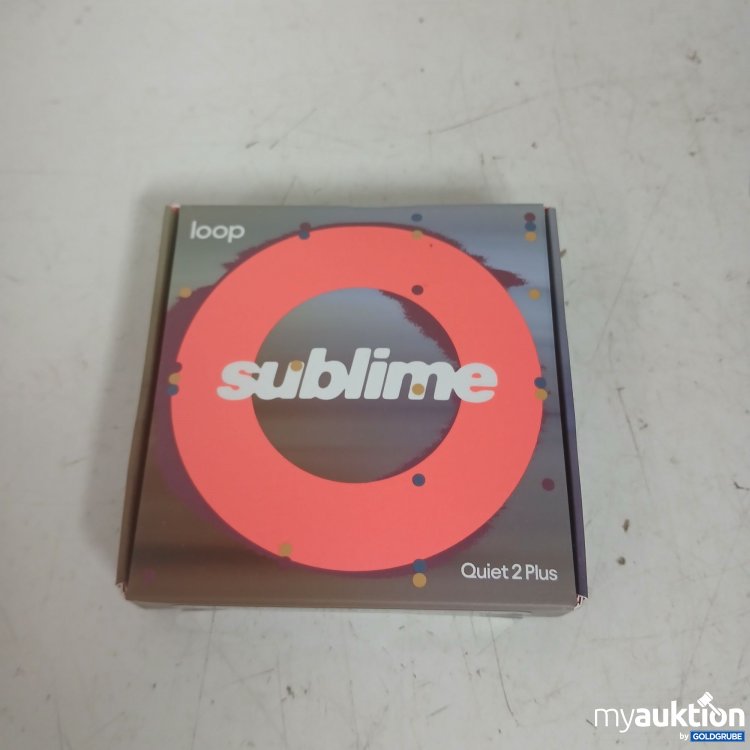 loop
sublime
Quiet 2 Plus
myauktion
by GOLDGRUBE